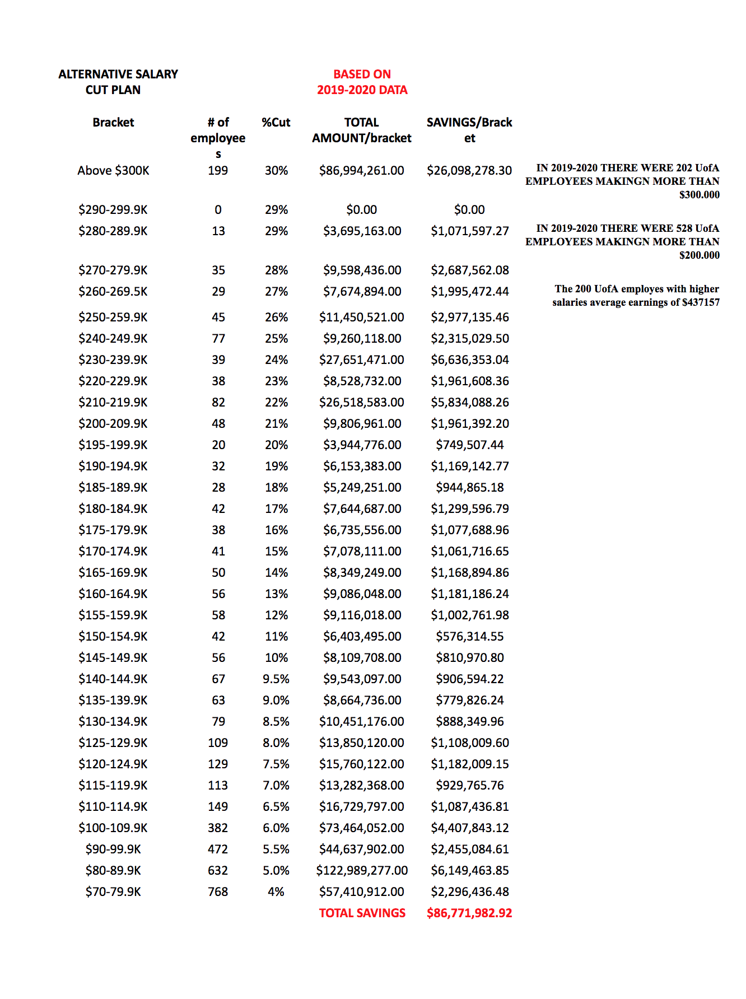 ALTERNATIVE SALARY
CUT PLAN
BASED ON
2019-2020 DATA
Bracket # of employee s %Cut TOTAL AMOUNT/bracket SAVINGS/Brack et
Above $300K 199 30% $86,994,261.00 $26,098,278.30
IN 2019-2020 THERE WERE 202 UofA
EMPLOYEES MAKINGN MORE THAN
$300.000
$290-299.9K 0 29% $0.00 $0.00
$280-289.9K 13 29% $3,695,163.00 $1,071,597.27
IN 2019-2020 THERE WERE 528 UofA
EMPLOYEES MAKINGN MORE THAN
$200.000
$270-279.9K 35 28% $9,598,436.00 $2,687,562.08
$260-269.5K 29 27% $7,674,894.00 $1,995,472.44
The 200 UofA employes with higher
salaries average earnings of $437157
$250-259.9K 45 26% $11,450,521.00 $2,977,135.46
$240-249.9K 77 25% $9,260,118.00 $2,315,029.50
$230-239.9K 39 24% $27,651,471.00 $6,636,353.04
$220-229.9K 38 23% $8,528,732.00 $1,961,608.36
$210-219.9K 82 22% $26,518,583.00 $5,834,088.26
$200-209.9K 48 21% $9,806,961.00 $1,961,392.20
$195-199.9K 20 20% $3,944,776.00 $749,507.44
$190-194.9K 32 19% $6,153,383.00 $1,169,142.77
$185-189.9K 28 18% $5,249,251.00 $944,865.18
$180-184.9K 42 17% $7,644,687.00 $1,299,596.79
$175-179.9K 38 16% $6,735,556.00 $1,077,688.96
$170-174.9K 41 15% $7,078,111.00 $1,061,716.65
$165-169.9K 50 14% $8,349,249.00 $1,168,894.86
$160-164.9K 56 13% $9,086,048.00 $1,181,186.24
$155-159.9K 58 12% $9,116,018.00 $1,002,761.98
$150-154.9K 42 11% $6,403,495.00 $576,314.55
$145-149.9K 56 10% $8,109,708.00 $810,970.80
$140-144.9K 67 9.5% $9,543,097.00 $906,594.22
$135-139.9K 63 9.0% $8,664,736.00 $779,826.24
$130-134.9K 79 8.5% $10,451,176.00 $888,349.96
$125-129.9K 109 8.0% $13,850,120.00 $1,108,009.60
$120-124.9K 129 7.5% $15,760,122.00 $1,182,009.15
$115-119.9K 113 7.0% $13,282,368.00 $929,765.76
$110-114.9K 149 6.5% $16,729,797.00 $1,087,436.81
$100-109.9K 382 6.0% $73,464,052.00 $4,407,843.12
$90-99.9K 472 5.5% $44,637,902.00 $2,455,084.61
$80-89.9K 632 5.0% $122,989,277.00 $6,149,463.85
$70-79.9K 768 4% $57,410,912.00 $2,296,436.48
TOTAL SAVINGS $86,771,982.92